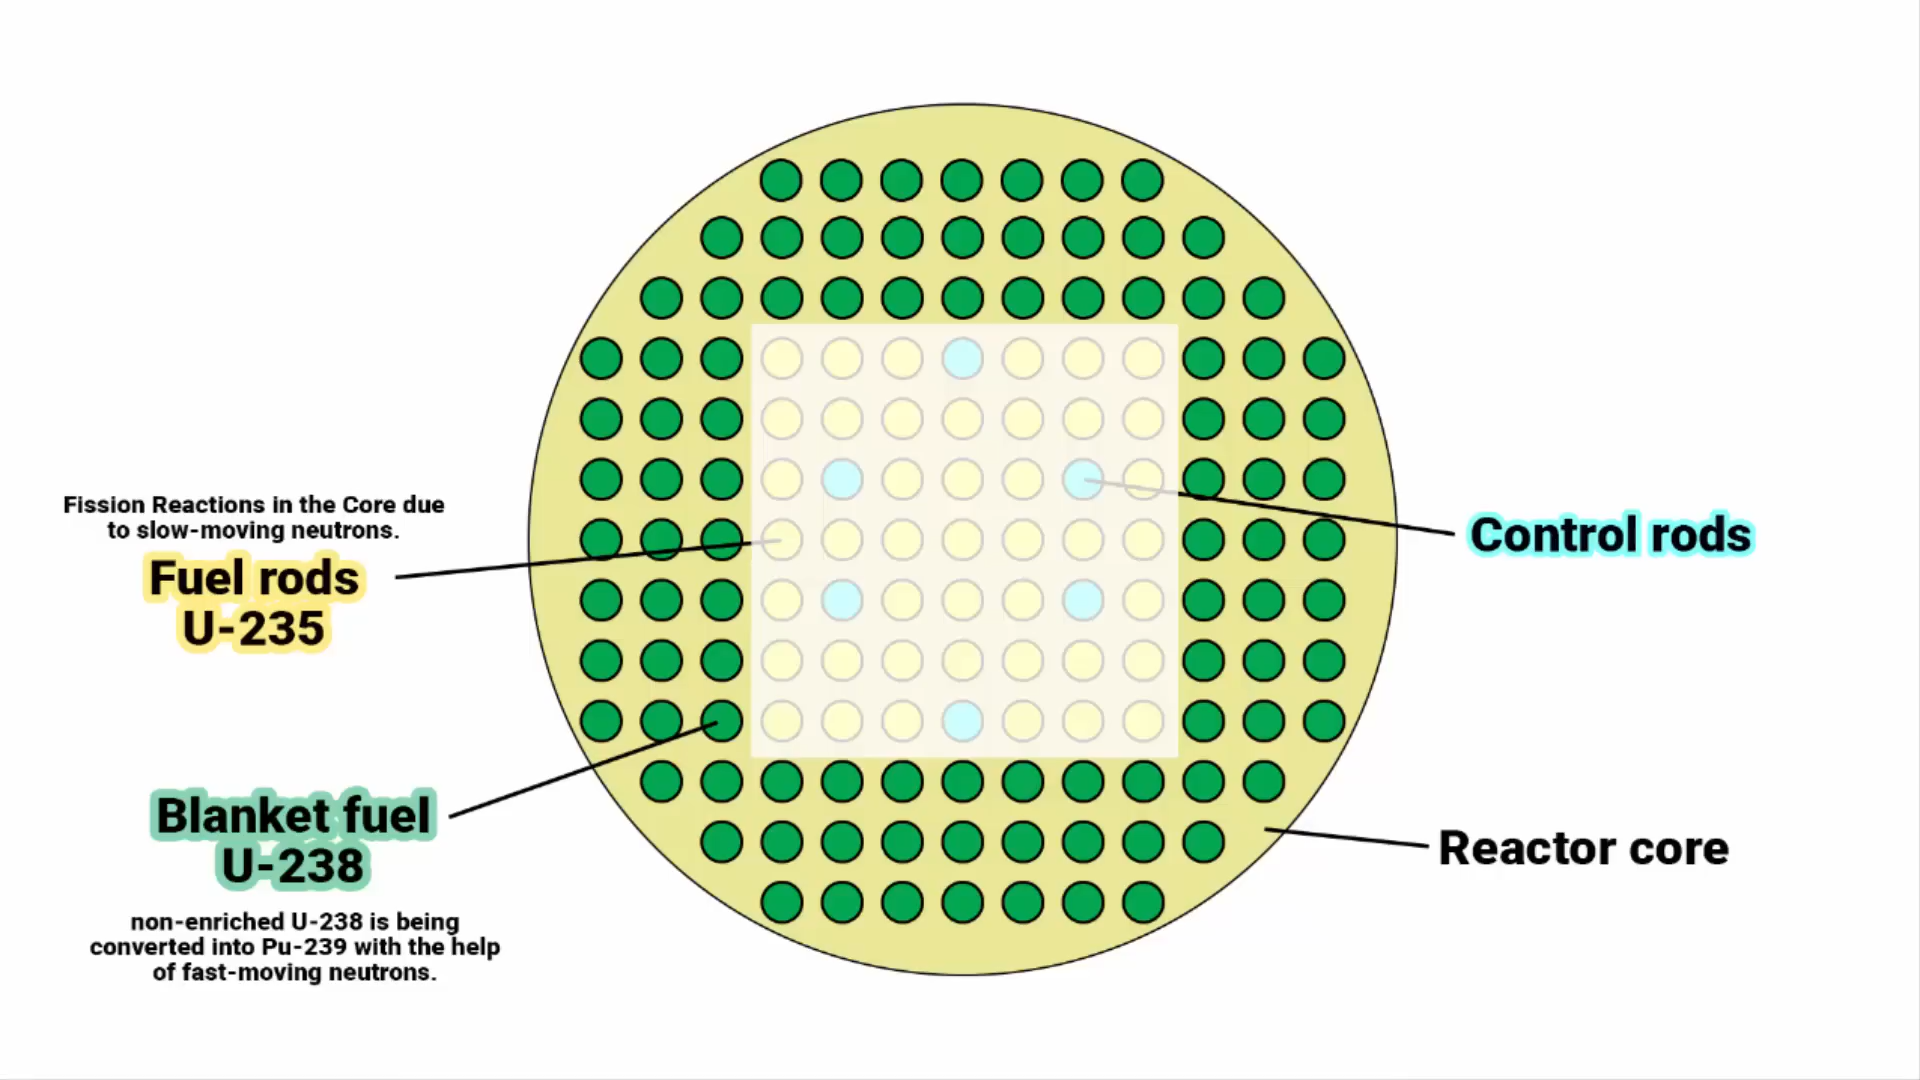 Fission Reactions in the Core due
to slow-moving neutrons.
Fuel rods
U-235
Blanket fuel
U-238
non-enriched U-238 is being
converted into Pu-239 with the help
of fast-moving neutrons.
Control rods
Reactor core